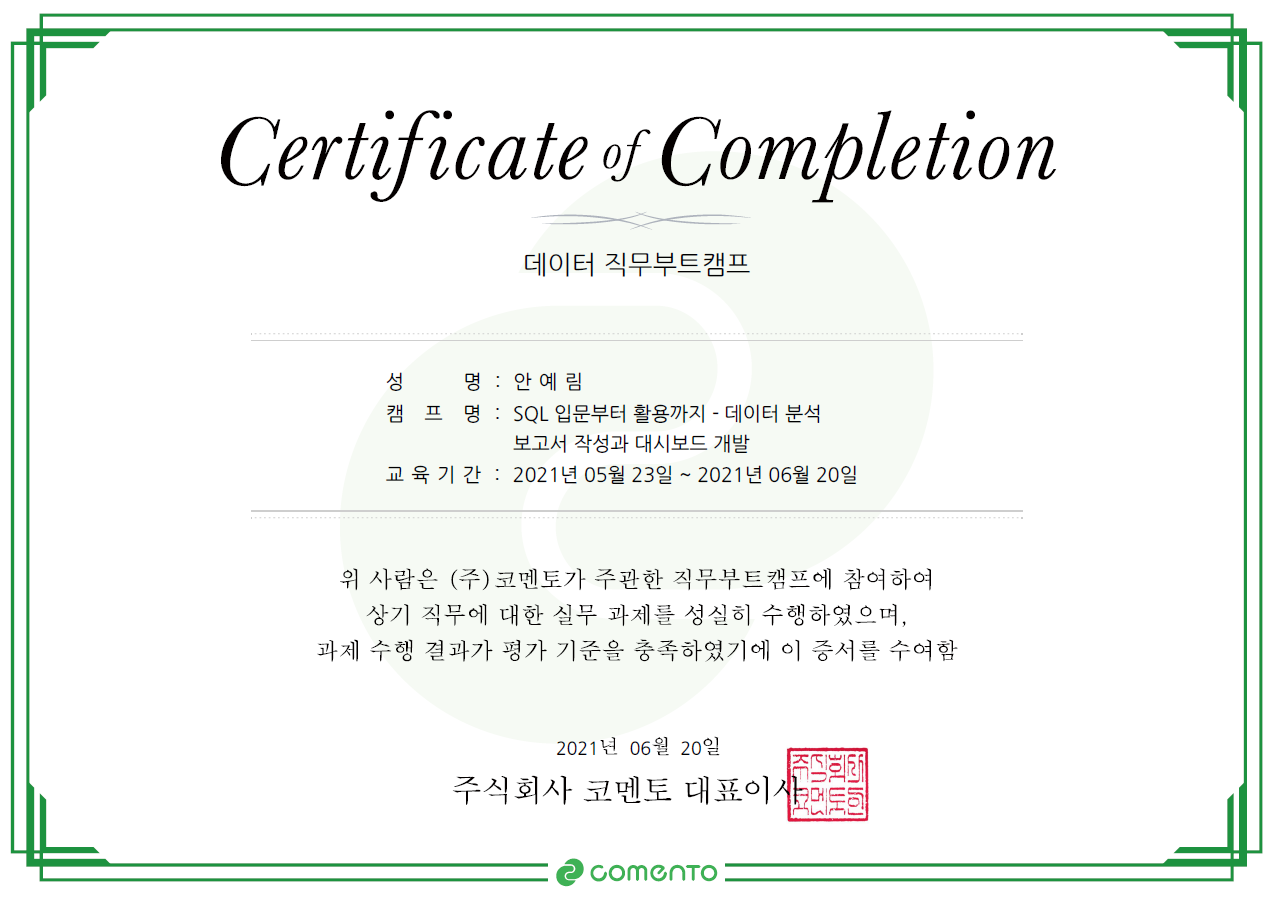 Certificate of Completion
데이터 직무부트캠프
성 명 : 안 예 림
캠 프 명 : SQL 입문부터 활용까지 - 데이터 분석
보고서 작성과 대시보드 개발
교 육 기 간 : 2021년 05월 23일 ~ 2021년 06월 20일
위 사람은 (주)코멘토가 주관한 직무부트캠프에 참여하여
상기 직무에 대한 실무 과제를 성실히 수행하였으며,
과제 수행 결과가 평가 기준을 충족하였기에 이 증서를 수여함
2021년 06월 20일
주식회사 코멘토 대표이사
주식회사
코멘토
comento